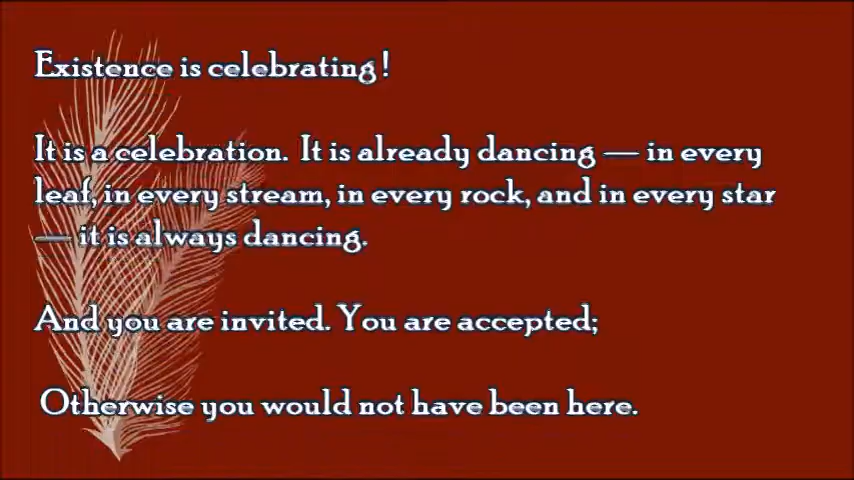 Existence is celebrating!
It is a celebration. It is already dancing — in every
leaf, in every stream, in every rock, and in every star
— it is always dancing.
And you are invited. You are accepted;
Otherwise you would not have been here.